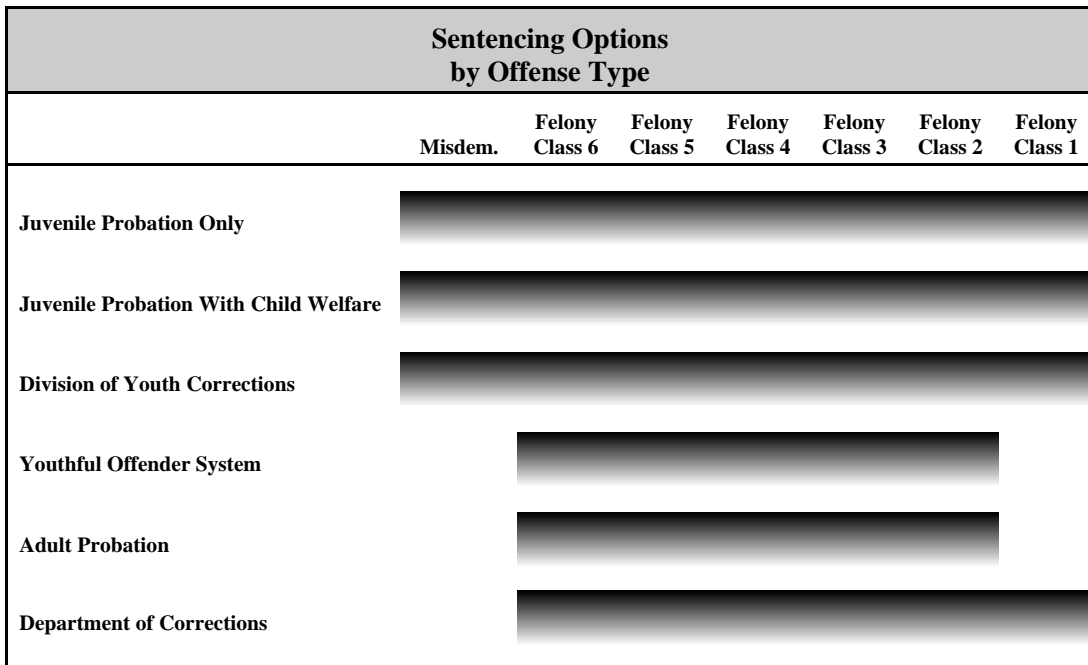 Sentencing Options
by Offense Type
Misdem. Felony Class 6 Felony Class 5 Felony Class 4 Felony Class 3 Felony Class 2 Felony Class 1
Juvenile Probation Only
Juvenile Probation With Child Welfare
Division of Youth Corrections
Youthful Offender System
Adult Probation
Department of Corrections